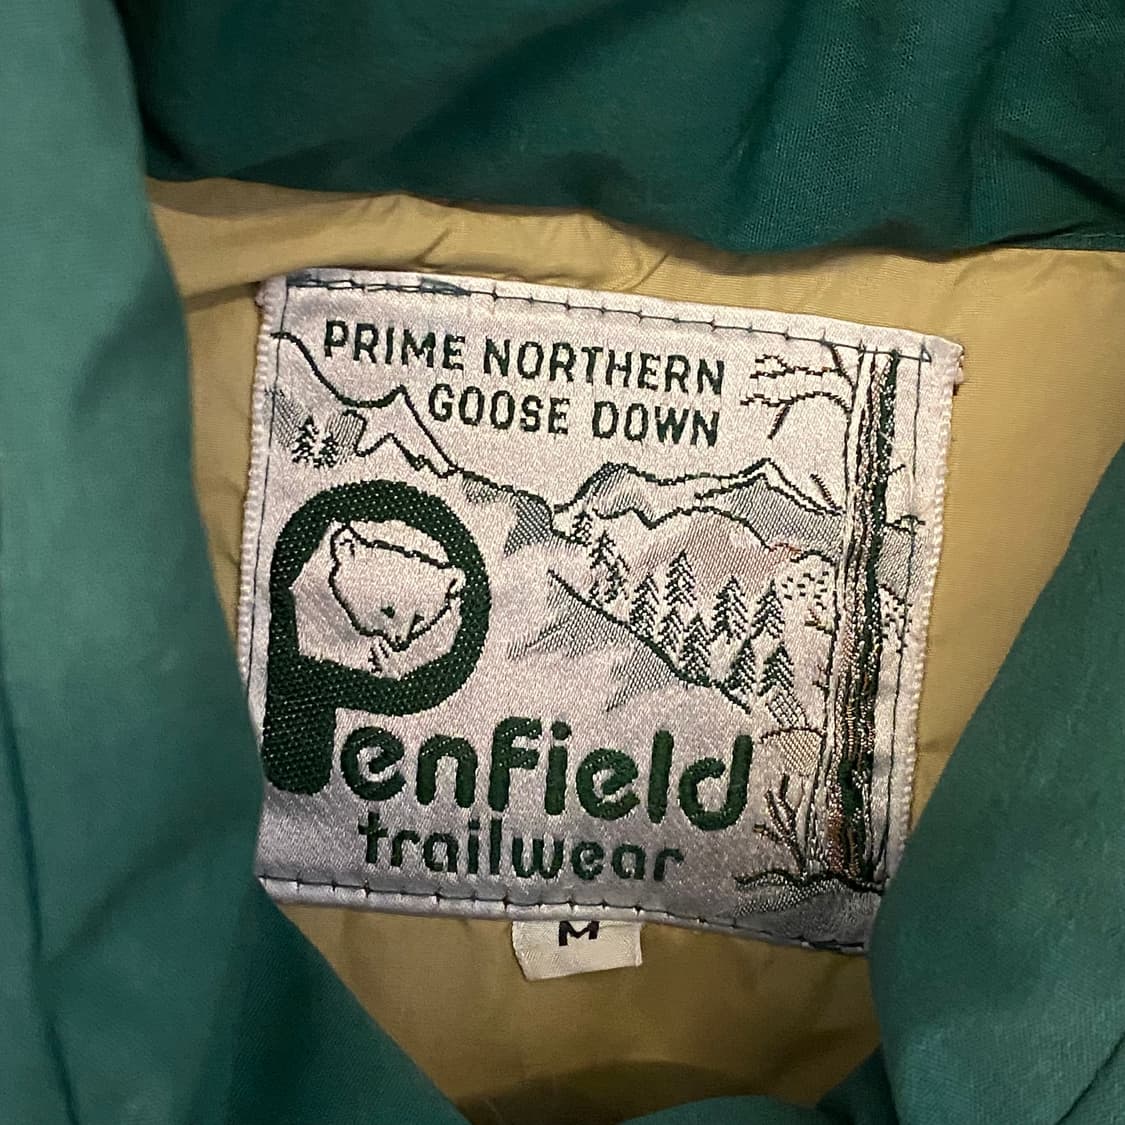 PRIME NORTHERN
GOOSE DOWN
Penfield
trailwear
M